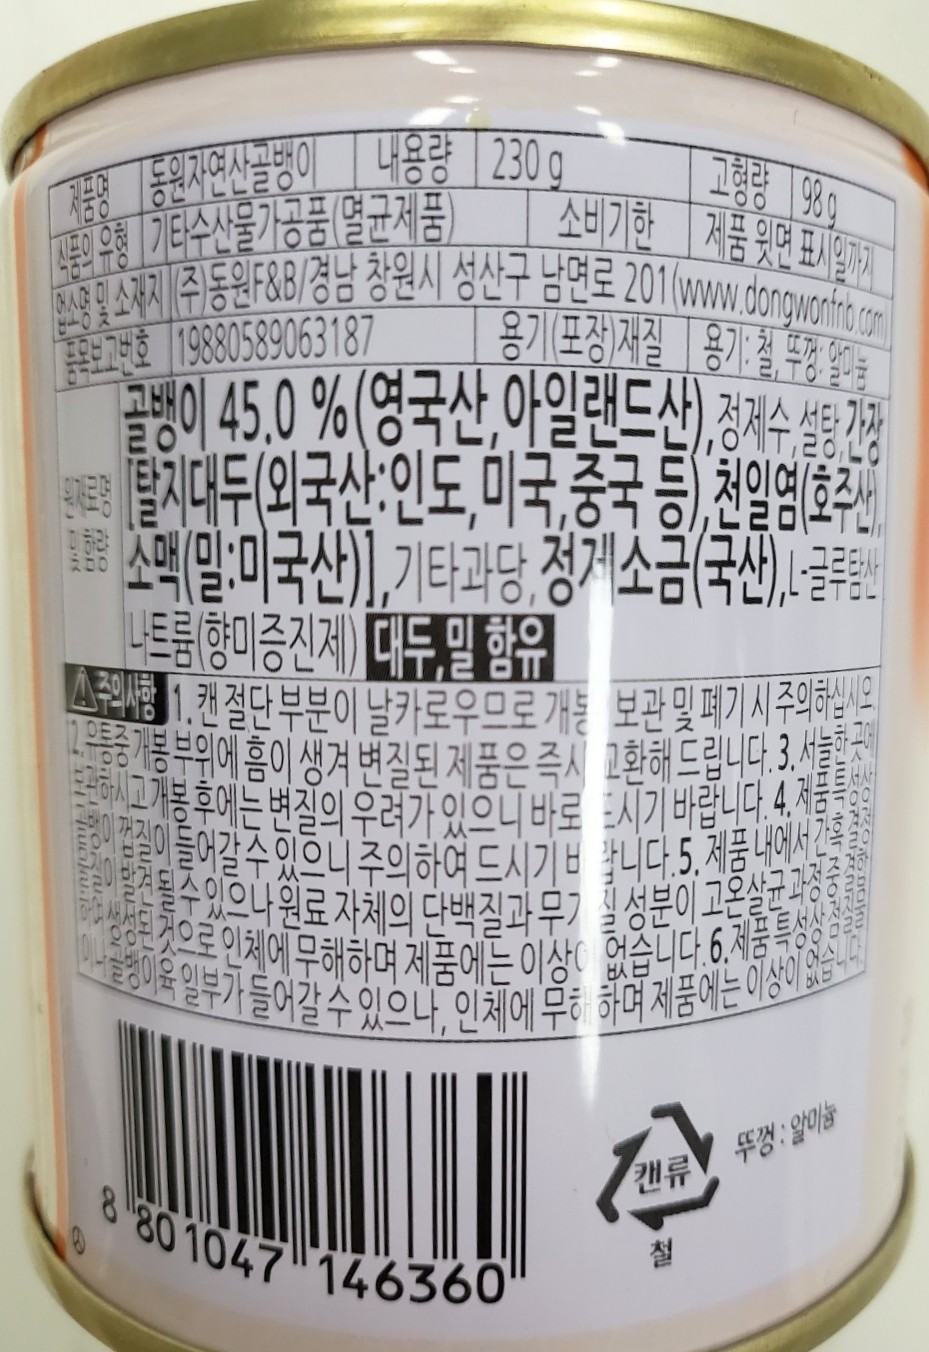 제품명 동원자연산골뱅이 내용량 230 g 고형량 98 g
식품의 유형 기타수산물가공품(멸균제품) 소비기한 제품 윗면 표시일까지
업소명 및 소재지 (주)동원F&B/경남 창원시 성산구 남면로 201(www.dongwonfnb.com)
품목보고번호 19880589063187 용기(포장)재질 용기: 철, 뚜껑: 알미늄
원재료명 및 함량
골뱅이 45.0 %(영국산, 아일랜드산), 정제수, 설탕, 간장
[탈지대두(외국산:인도, 미국, 중국 등), 천일염(호주산),
소맥(밀:미국산)], 기타과당, 정제소금(국산), L-글루탐산
나트륨(향미증진제) 대두, 밀 함유
주의사항 1. 캔 절단 부분이 날카로우므로 개봉, 보관 및 폐기 시 주의하십시오.
2. 유통중 개봉 부위에 흠이 생겨 변질된 제품은 즉시 교환해 드립니다. 3. 서늘한 곳에
보관하시고 개봉 후에는 변질의 우려가 있으니 바로 드시기 바랍니다. 4. 제품 특성상
골뱅이 껍질이 들어갈 수 있으니 주의하여 드시기 바랍니다. 5. 제품 내에서 간혹 결정
물질이 발견될 수 있으나 원료 자체의 단백질과 무기질 성분이 고온살균 과정 중 결합
하여 생성된 것으로 인체에 무해하며 제품에는 이상이 없습니다. 6. 제품 특성상 점질물
이나 골뱅이육 일부가 들어갈 수 있으나, 인체에 무해하며 제품에는 이상이 없습니다.
8 801047 146360
캔류
철
뚜껑 : 알미늄